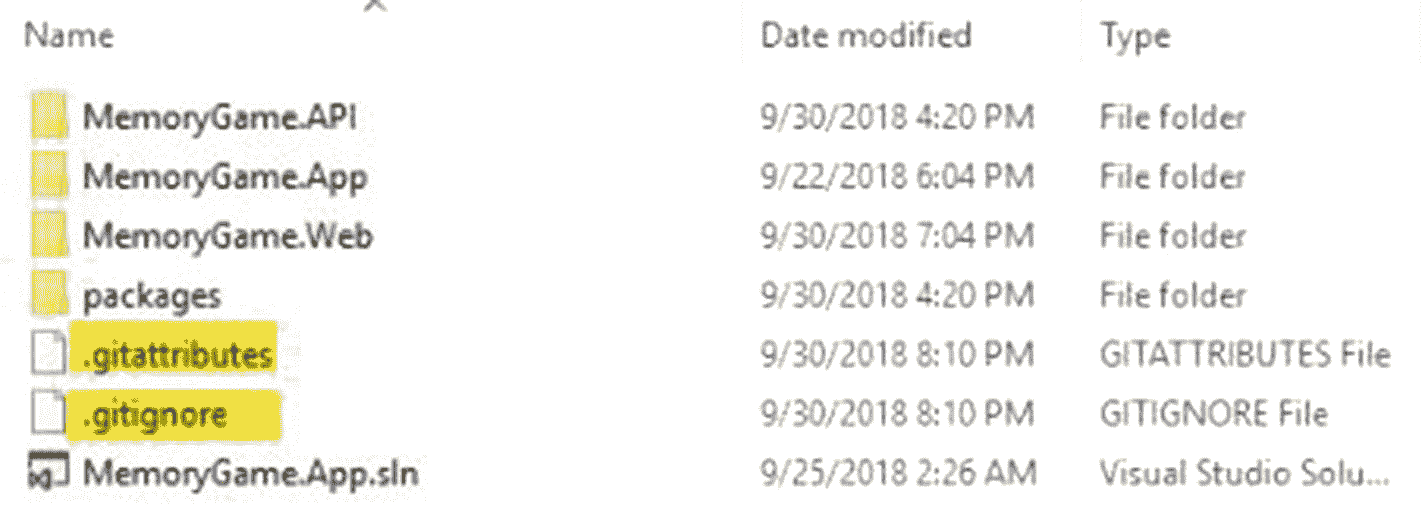 Name Date modified Type
MemoryGame.API 9/30/2018 4:20 PM File folder
MemoryGame.App 9/22/2018 6:04 PM File folder
MemoryGame.Web 9/30/2018 7:04 PM File folder
packages 9/30/2018 4:20 PM File folder
.gitattributes 9/30/2018 8:10 PM GITATTRIBUTES File
.gitignore 9/30/2018 8:10 PM GITIGNORE File
MemoryGame.App.sln 9/25/2018 2:26 AM Visual Studio Solu...